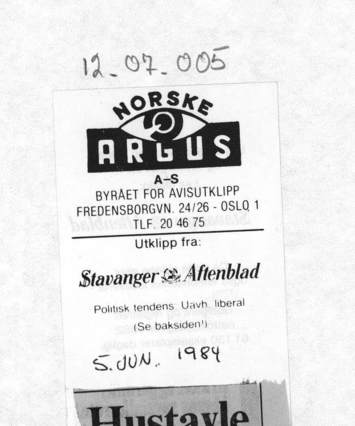 12-07-005
NORSKE
ARGUS
A-S
BYRÅET FOR AVISUTKLIPP
FREDENSBORGVN. 24/26 - OSLO 1
TLF. 20 46 75
Utklipp fra:
Stavanger Aftenblad
Politisk tendens: Uavh. liberal
(Se baksiden!)
5. JUN. 1984
Hustavle